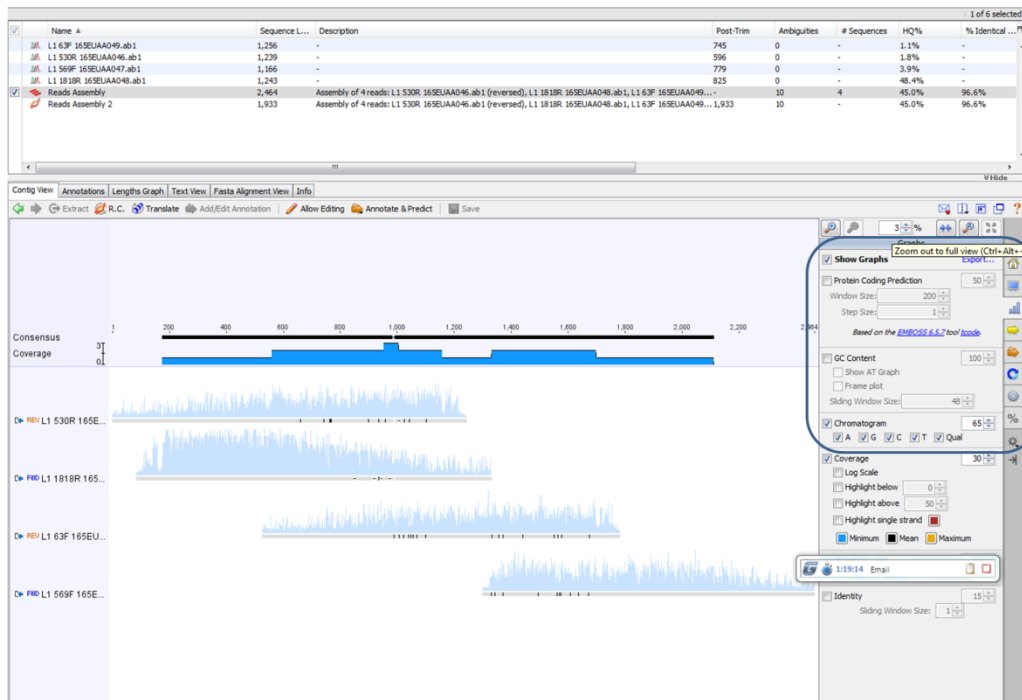 1 of 6 selected
Name Sequence L... Description Post-Trim Ambiguities # Sequences HQ% % Identical ...
L1 63F 165EUAA049.ab1 1,256 - 745 0 - 1.1% -
L1 530R 165EUAA046.ab1 1,239 - 596 0 - 1.8% -
L1 569F 165EUAA047.ab1 1,166 - 779 0 - 3.9% -
L1 1818R 165EUAA048.ab1 1,243 - 825 0 - 48.4% -
Reads Assembly 2,464 Assembly of 4 reads: L1 530R 165EUAA046.ab1 (reversed), L1 1818R 165EUAA048.ab1, L1 63F 165EUAA049... - 10 4 45.0% 96.6%
Reads Assembly 2 1,933 Assembly of 4 reads: L1 530R 165EUAA046.ab1 (reversed), L1 1818R 165EUAA048.ab1, L1 63F 165EUAA049... 1,933 10 - 45.0% 96.6%
Hide
Contig View Annotations Lengths Graph Text View Fasta Alignment View Info
Extract R.C. Translate Add/Edit Annotation Allow Editing Annotate & Predict Save
3 %
Zoom out to full view (Ctrl+Alt+-
Show Graphs Export...
Protein Coding Prediction 50
Window Size: 200
Step Size: 1
Based on the EMBOSS 6.5.7 tool tcode.
GC Content 100
Show AT Graph
Frame plot
Sliding Window Size: 48
Chromatogram 65
A G C T Qual
Coverage 30
Log Scale
Highlight below 0
Highlight above 50
Highlight single strand
Minimum Mean Maximum
1:19:14 Email
Identity 15
Sliding Window Size: 1
1 200 400 600 800 1,000 1,200 1,400 1,600 1,800 2,000 2,200
Consensus
Coverage 3
0
REV L1 530R 165E...
FWD L1 1818R 165...
REV L1 63F 165EU...
FWD L1 569F 165E...